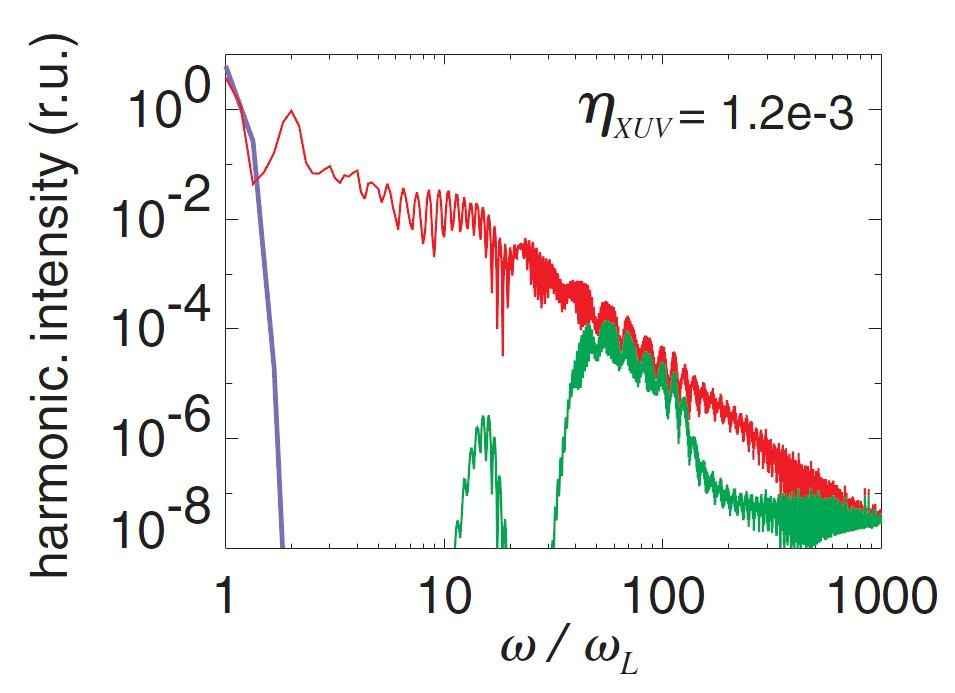 harmonic. intensity (r.u.)
10^0
10^-2
10^-4
10^-6
10^-8
η_XUV = 1.2e-3
1 10 100 1000
ω / ω_L